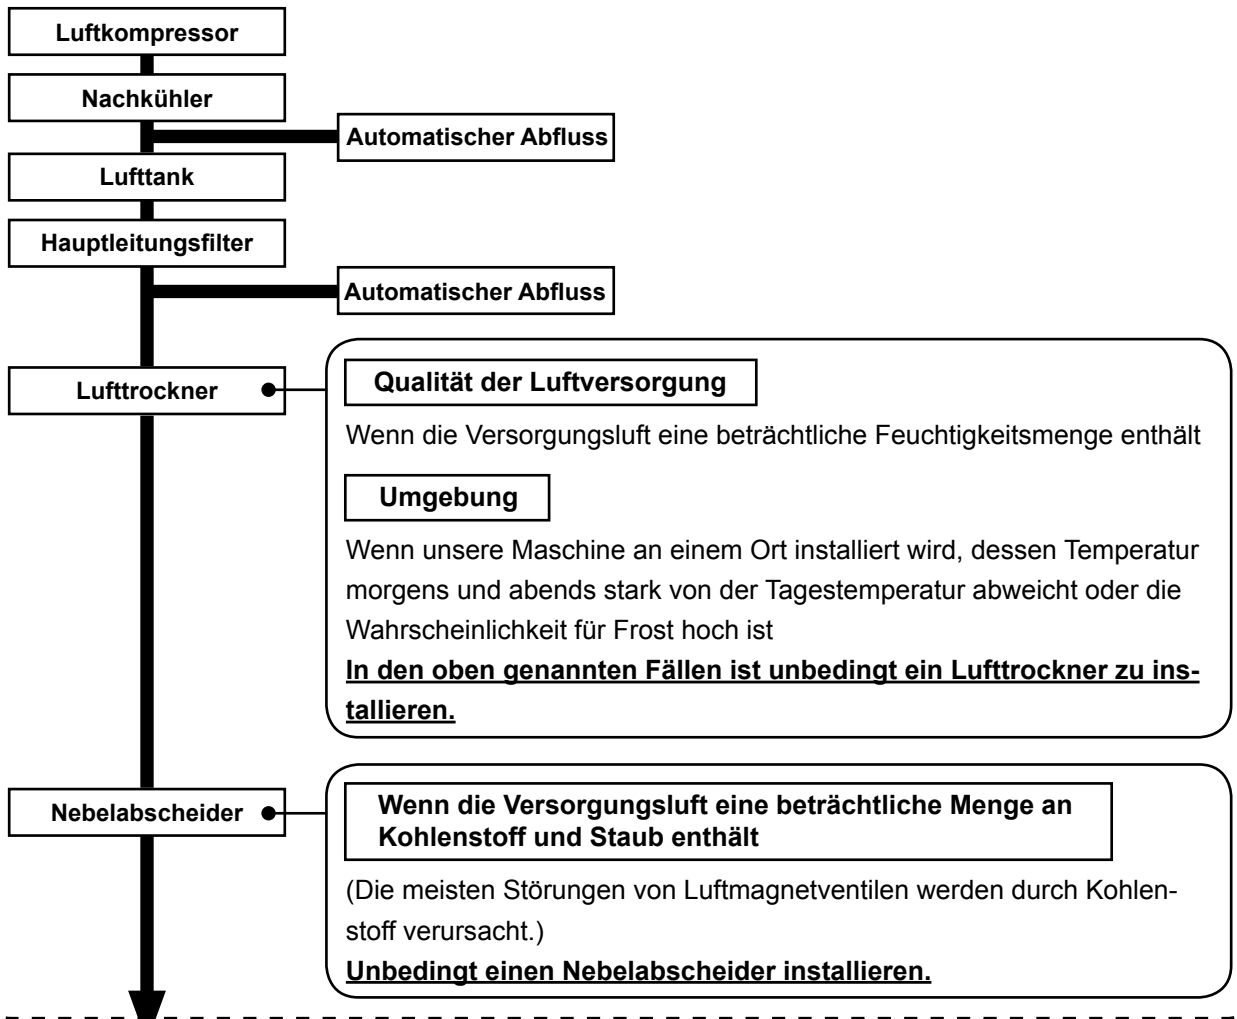 Luftkompressor
Nachkühler
Automatischer Abfluss
Lufttank
Hauptleitungsfilter
Automatischer Abfluss
Lufttrockner
Qualität der Luftversorgung
Wenn die Versorgungsluft eine beträchtliche Feuchtigkeitsmenge enthält
Umgebung
Wenn unsere Maschine an einem Ort installiert wird, dessen Temperatur
morgens und abends stark von der Tagestemperatur abweicht oder die
Wahrscheinlichkeit für Frost hoch ist
In den oben genannten Fällen ist unbedingt ein Lufttrockner zu ins-
tallieren.
Nebelabscheider
Wenn die Versorgungsluft eine beträchtliche Menge an
Kohlenstoff und Staub enthält
(Die meisten Störungen von Luftmagnetventilen werden durch Kohlen-
stoff verursacht.)
Unbedingt einen Nebelabscheider installieren.